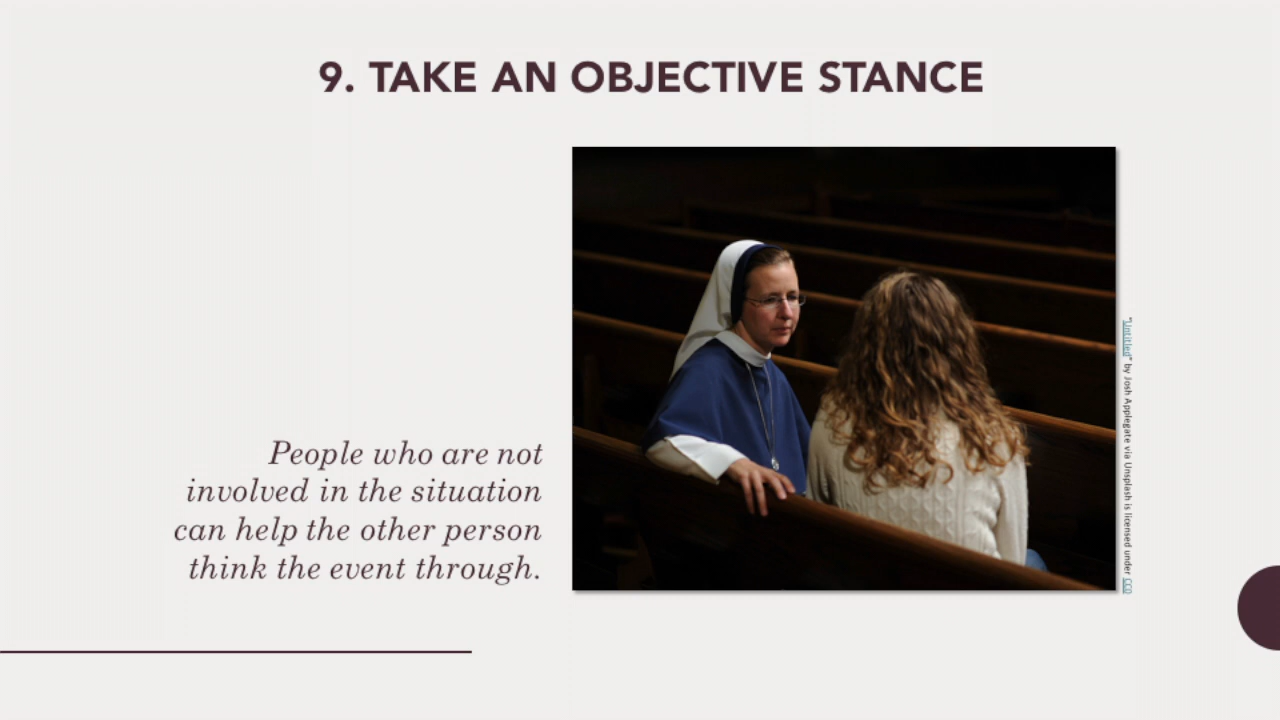 9. TAKE AN OBJECTIVE STANCE
People who are not
involved in the situation
can help the other person
think the event through.
"Untitled" by Josh Applegate via Unsplash is licensed under CC0